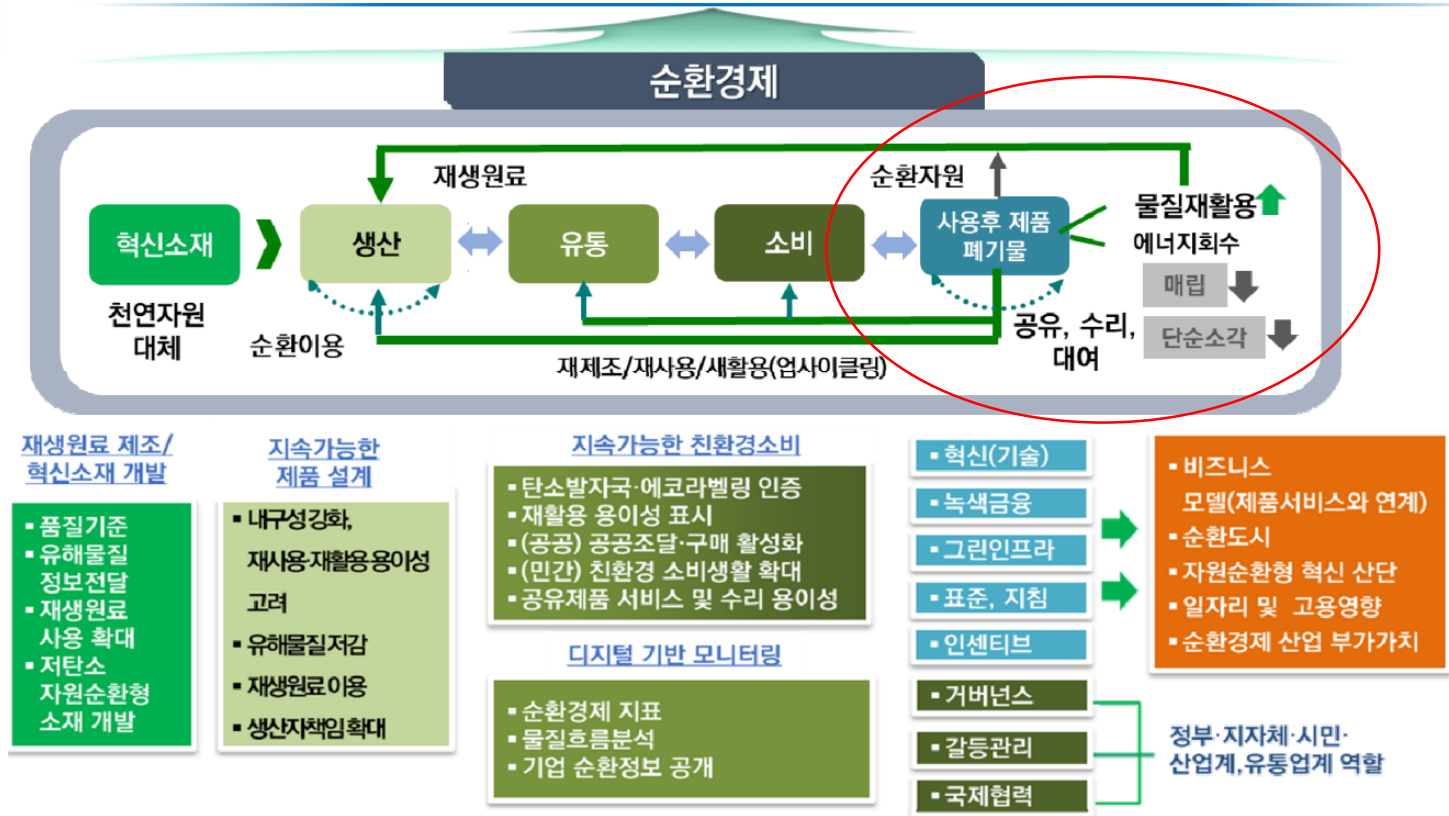 순환경제
재생원료
순환자원
혁신소재
생산
유통
소비
사용후 제품
폐기물
물질재활용
에너지회수
매립
단순소각
천연자원
대체
순환이용
재제조/재사용/새활용(업사이클링)
공유, 수리,
대여
재생원료 제조/
혁신소재 개발
▪ 품질기준
▪ 유해물질
정보전달
▪ 재생원료
사용 확대
▪ 저탄소
자원순환형
소재 개발
지속가능한
제품 설계
▪ 내구성 강화,
재사용·재활용 용이성
고려
▪ 유해물질 저감
▪ 재생원료 이용
▪ 생산자책임 확대
지속가능한 친환경소비
▪ 탄소발자국·에코라벨링 인증
▪ 재활용 용이성 표시
▪ (공공) 공공조달·구매 활성화
▪ (민간) 친환경 소비생활 확대
▪ 공유제품 서비스 및 수리 용이성
디지털 기반 모니터링
▪ 순환경제 지표
▪ 물질흐름분석
▪ 기업 순환정보 공개
▪ 혁신(기술)
▪ 녹색금융
▪ 그린인프라
▪ 표준, 지침
▪ 인센티브
▪ 거버넌스
▪ 갈등관리
▪ 국제협력
▪ 비즈니스
모델(제품서비스와 연계)
▪ 순환도시
▪ 자원순환형 혁신 산단
▪ 일자리 및 고용영향
▪ 순환경제 산업 부가가치
정부·지자체·시민·
산업계,유통업계 역할